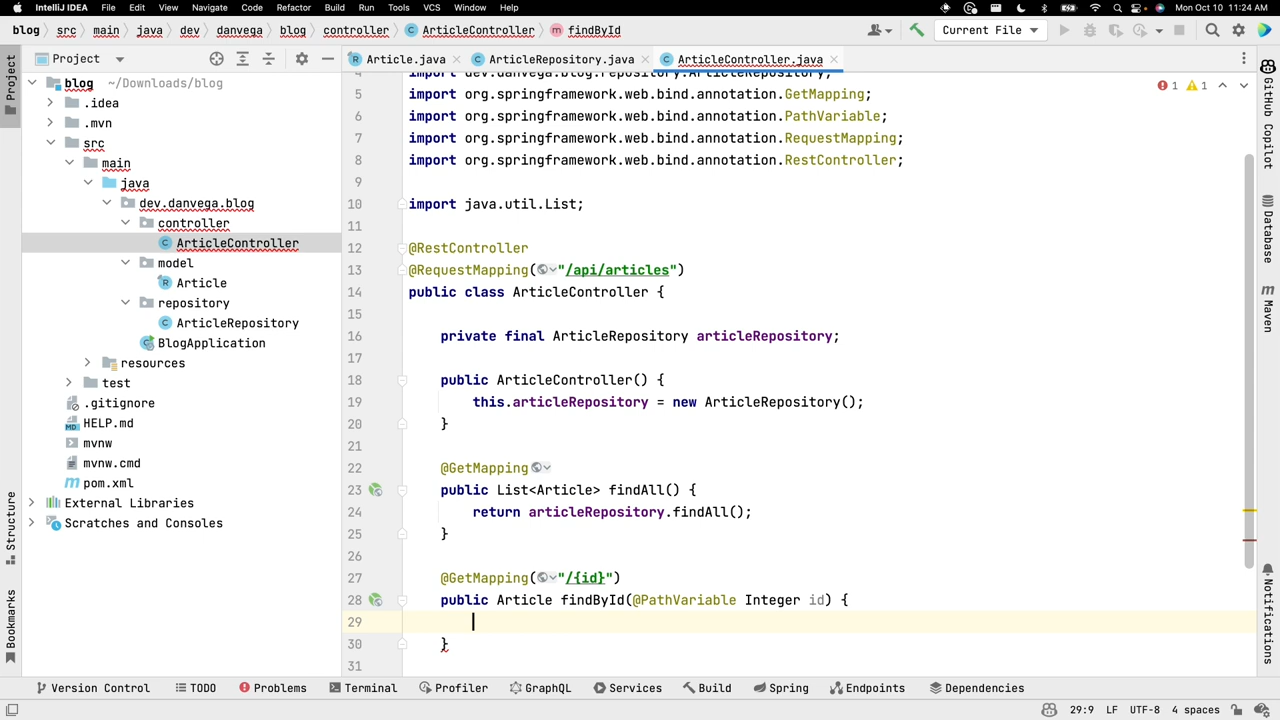 IntelliJ IDEA File Edit View Navigate Code Refactor Build Run Tools VCS Window Help Mon Oct 10 11:24 AM
blog src main java dev danvega blog controller ArticleController findById Current File
Project Article.java ArticleRepository.java ArticleController.java
blog ~/Downloads/blog
.idea
.mvn
src
main
java
dev.danvega.blog
controller
ArticleController
model
Article
repository
ArticleRepository
BlogApplication
resources
test
.gitignore
HELP.md
mvnw
mvnw.cmd
pom.xml
External Libraries
Scratches and Consoles
Project
Structure
Bookmarks
4 import dev.danvega.blog.repository.ArticleRepository;
5 import org.springframework.web.bind.annotation.GetMapping;
6 import org.springframework.web.bind.annotation.PathVariable;
7 import org.springframework.web.bind.annotation.RequestMapping;
8 import org.springframework.web.bind.annotation.RestController;
9
10 import java.util.List;
11
12 @RestController
13 @RequestMapping("/api/articles")
14 public class ArticleController {
15
16 private final ArticleRepository articleRepository;
17
18 public ArticleController() {
19 this.articleRepository = new ArticleRepository();
20 }
21
22 @GetMapping
23 public List<Article> findAll() {
24 return articleRepository.findAll();
25 }
26
27 @GetMapping("/{id}")
28 public Article findById(@PathVariable Integer id) {
29
30 }
31
1 1
GitHub Copilot
Database
Maven
Notifications
Version Control TODO Problems Terminal Profiler GraphQL Services Build Spring Endpoints Dependencies
29:9 LF UTF-8 4 spaces